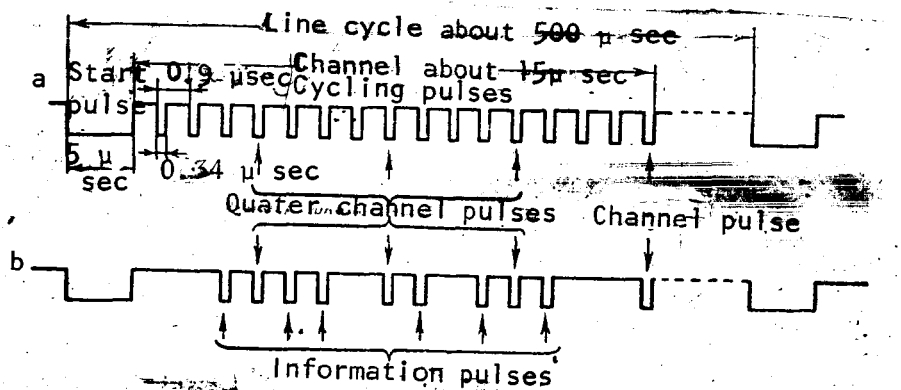 Line cycle about 500 μ sec
a
Start
pulse
0.9 μsec
Channel about 15μ sec
Cycling pulses
5 μ
sec
0.34 μ sec
Quater channel pulses
Channel pulse
b
Information pulses